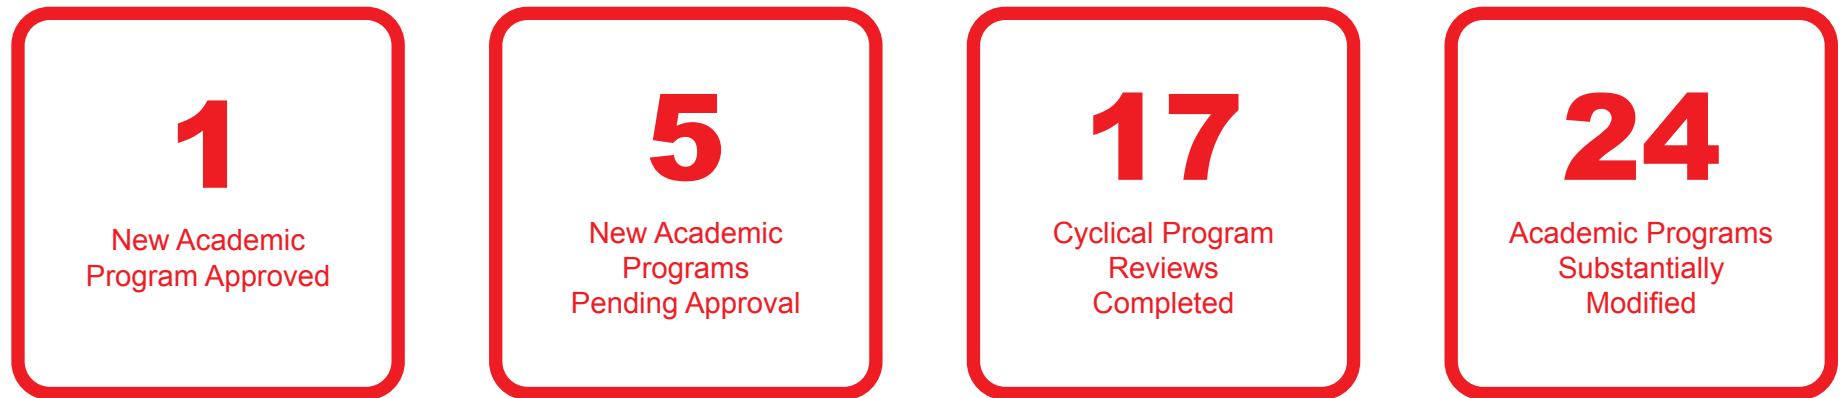 1
New Academic
Program Approved
5
New Academic
Programs
Pending Approval
17
Cyclical Program
Reviews
Completed
24
Academic Programs
Substantially
Modified